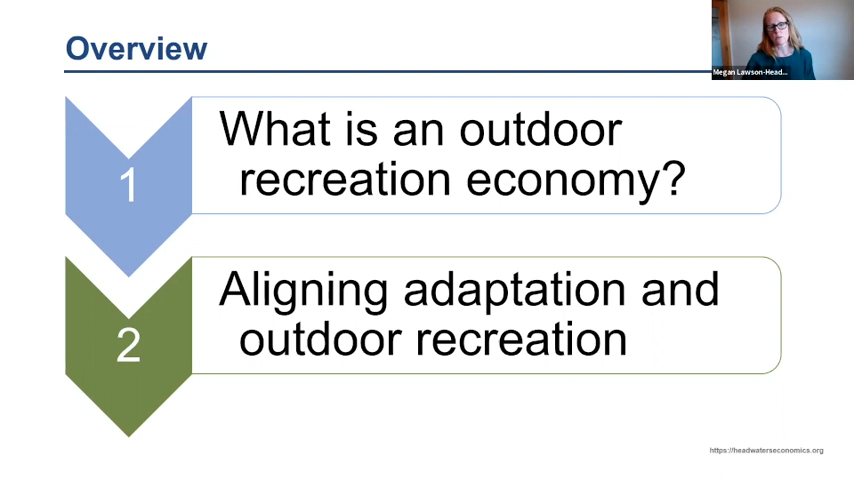 Overview
Megan Lawson-Head...
1
What is an outdoor
recreation economy?
2
Aligning adaptation and
outdoor recreation
https://headwaterseconomics.org